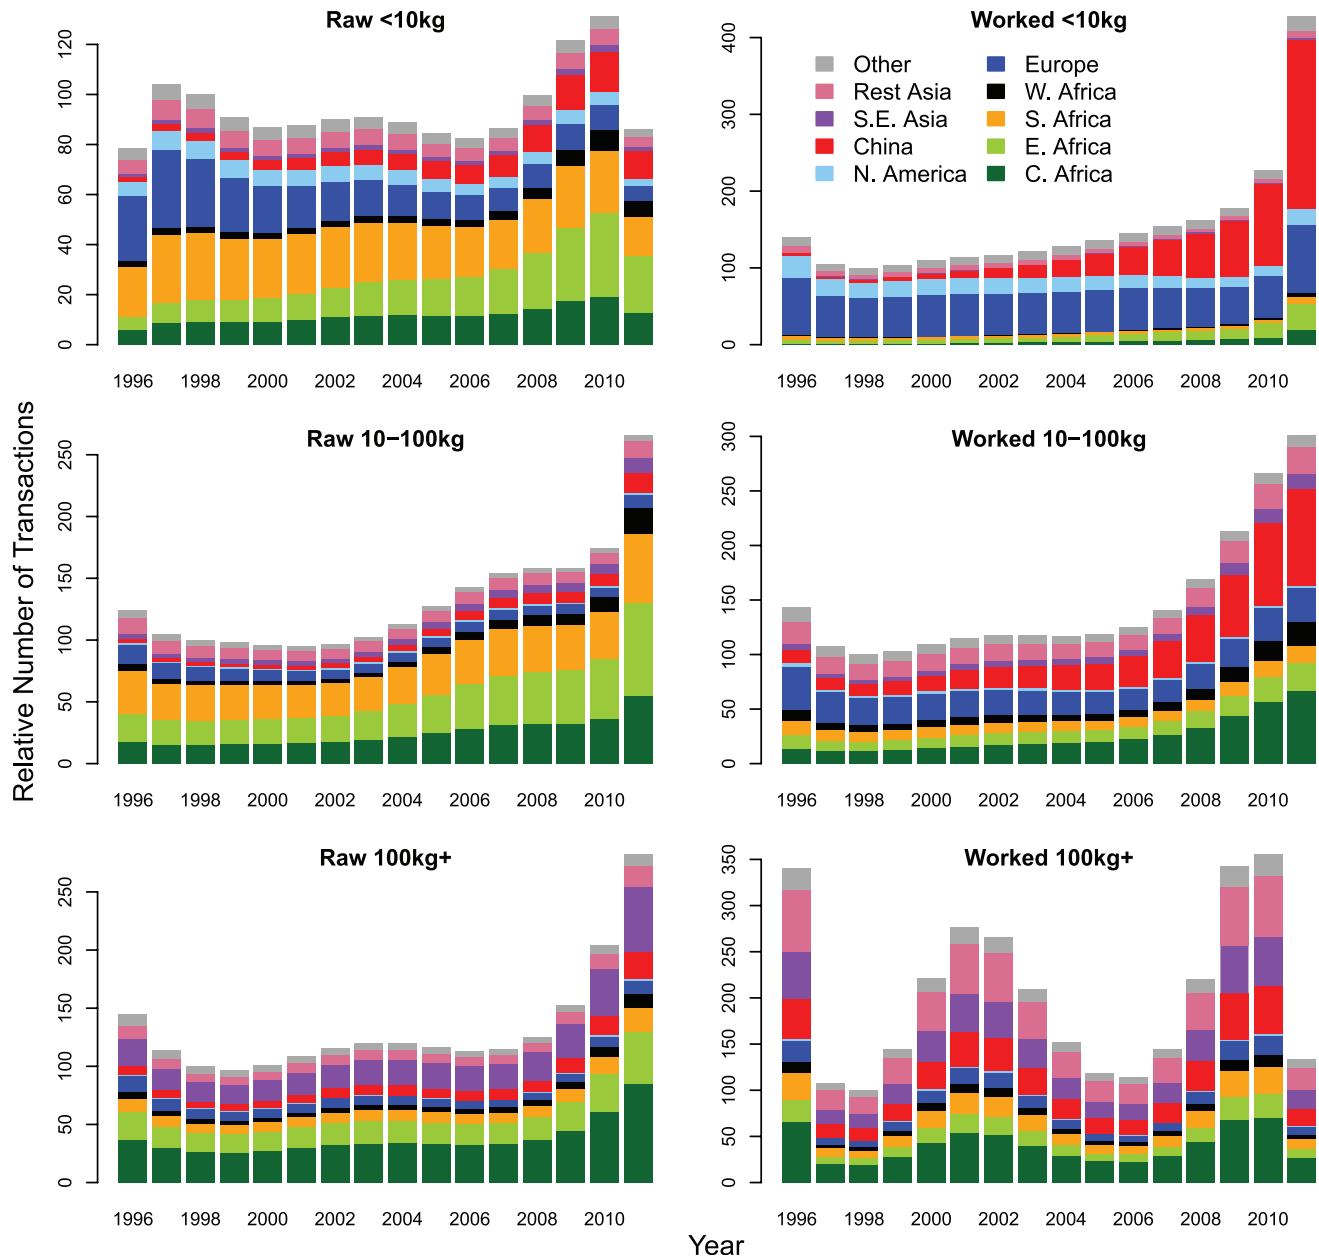 Raw <10kg
0 20 40 60 80 100 120
1996 1998 2000 2002 2004 2006 2008 2010
Worked <10kg
0 100 200 300 400
Other Europe
Rest Asia W. Africa
S.E. Asia S. Africa
China E. Africa
N. America C. Africa
1996 1998 2000 2002 2004 2006 2008 2010
Relative Number of Transactions
Raw 10−100kg
0 50 100 150 200 250
1996 1998 2000 2002 2004 2006 2008 2010
Worked 10−100kg
0 50 100 150 200 250 300
1996 1998 2000 2002 2004 2006 2008 2010
Raw 100kg+
0 50 100 150 200 250
1996 1998 2000 2002 2004 2006 2008 2010
Worked 100kg+
0 50 100 150 200 250 300 350
1996 1998 2000 2002 2004 2006 2008 2010
Year